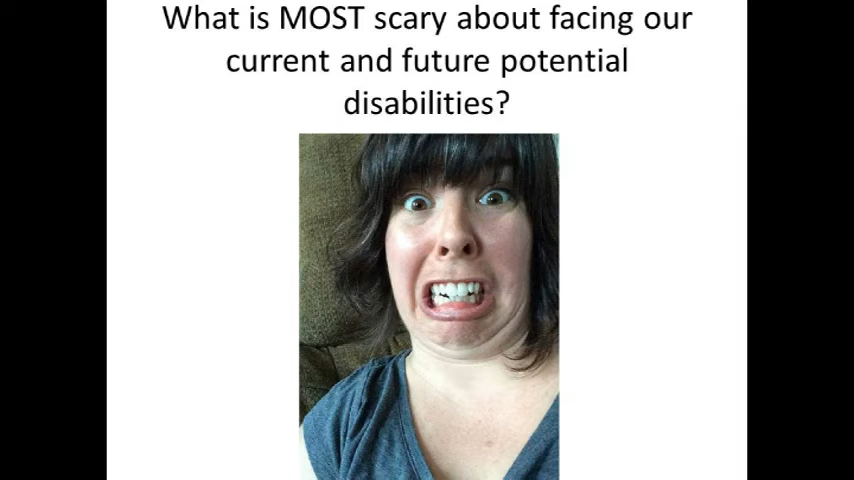 What is MOST scary about facing our
current and future potential
disabilities?